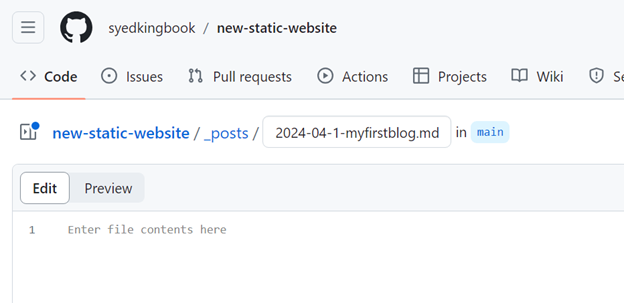 syedkingbook / new-static-website
Code Issues Pull requests Actions Projects Wiki
new-static-website / _posts / 2024-04-1-myfirstblog.md in main
Edit Preview
1 Enter file contents here